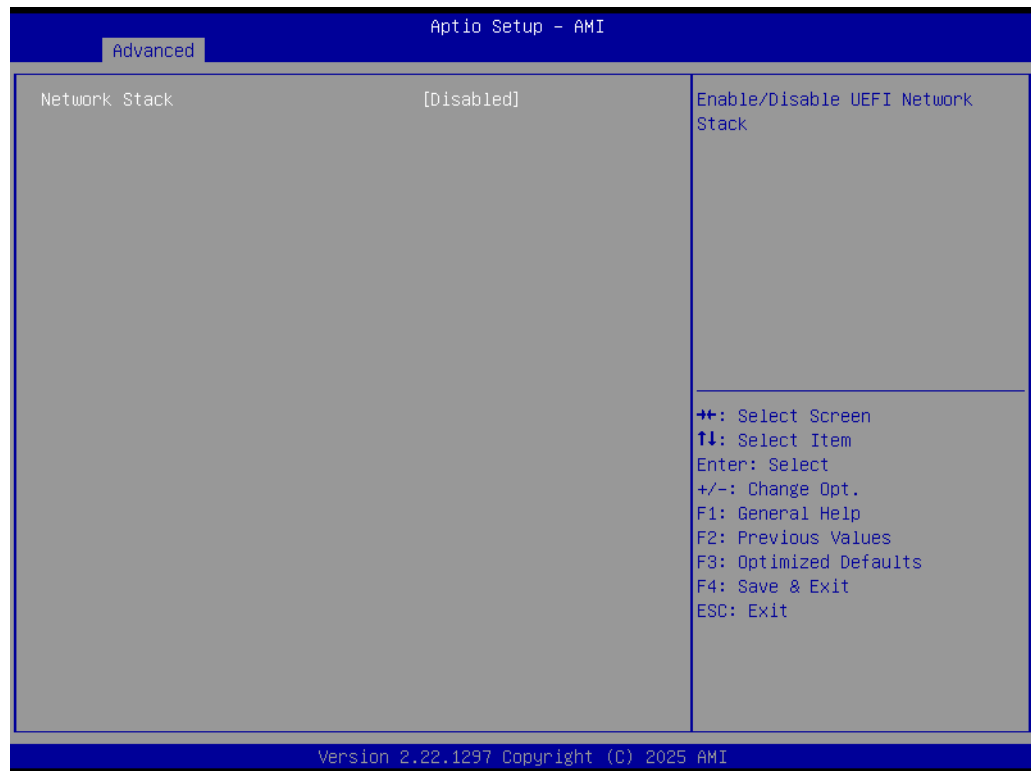 Aptio Setup – AMI
Advanced
Network Stack [Disabled]
Enable/Disable UEFI Network
Stack
→←: Select Screen
↑↓: Select Item
Enter: Select
+/-: Change Opt.
F1: General Help
F2: Previous Values
F3: Optimized Defaults
F4: Save & Exit
ESC: Exit
Version 2.22.1297 Copyright (C) 2025 AMI